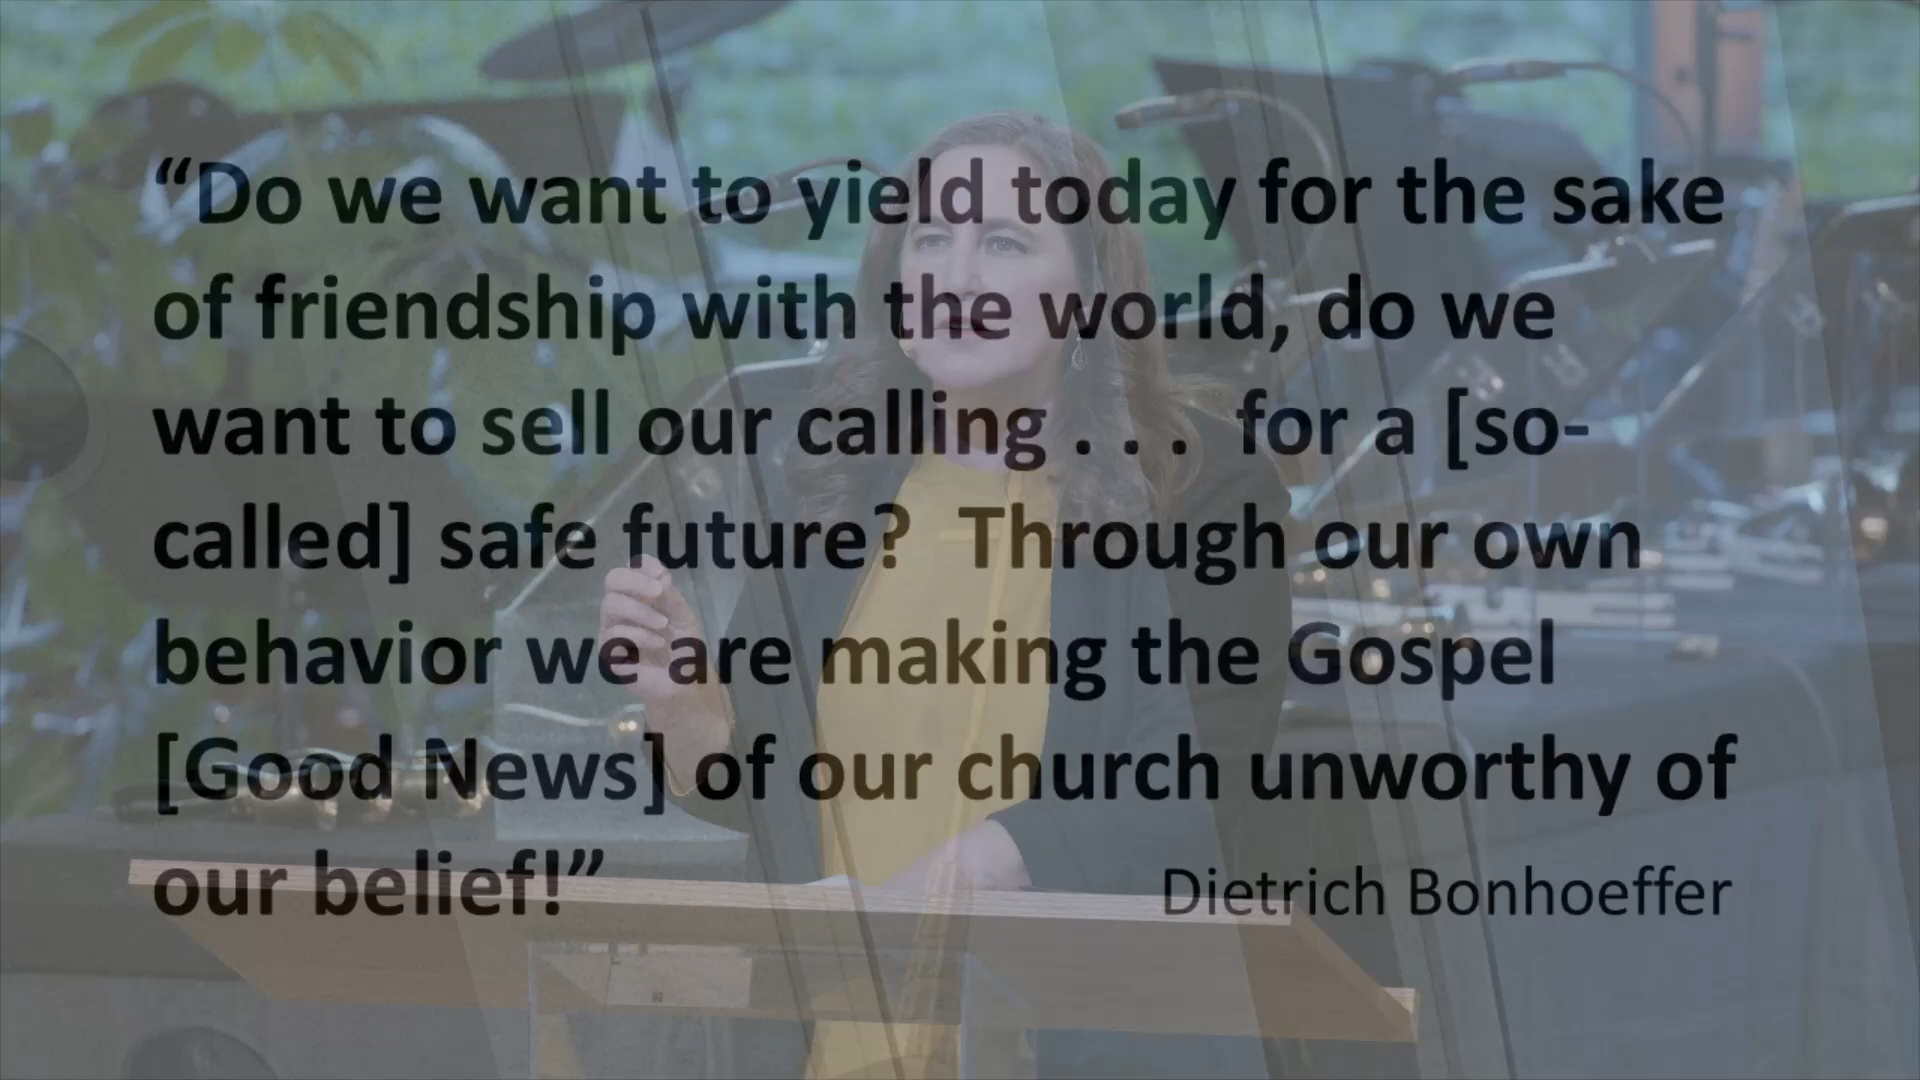 “Do we want to yield today for the sake
of friendship with the world, do we
want to sell our calling . . .  for a [so-
called] safe future?  Through our own
behavior we are making the Gospel
[Good News] of our church unworthy of
our belief!”
Dietrich Bonhoeffer